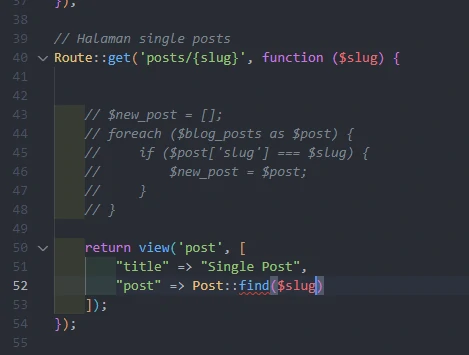 37 });
38
39 // Halaman single posts
40 Route::get('posts/{slug}', function ($slug) {
41
42
43     // $new_post = [];
44     // foreach ($blog_posts as $post) {
45     //     if ($post['slug'] === $slug) {
46     //         $new_post = $post;
47     //     }
48     // }
49
50     return view('post', [
51         "title" => "Single Post",
52         "post" => Post::find($slug)
53     ]);
54 });
55